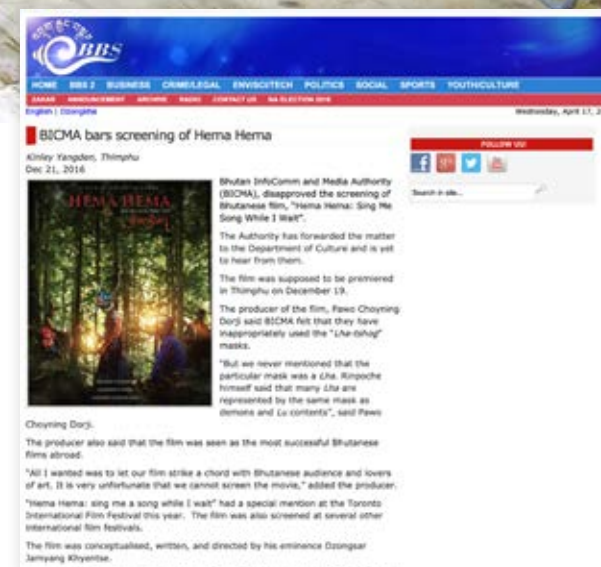 BBS
HOME BBS 2 BUSINESS CRIME/LEGAL ENVISCITECH POLITICS SOCIAL SPORTS YOUTH/CULTURE
ANNOUNCEMENT ARCHIVE RADIO CONTACT US NA ELECTION 2018
English | Dzongkha
Wednesday, April 17, 2
BICMA bars screening of Hema Hema
Kinley Yangden, Thimphu
Dec 21, 2016
HEMA HEMA
Bhutan InfoComm and Media Authority
(BICMA), disapproved the screening of
Bhutanese film, "Hema Hema: Sing Me
Song While I Wait".
The Authority has forwarded the matter
to the Department of Culture and is yet
to hear from them.
The film was supposed to be premiered
in Thimphu on December 19.
The producer of the film, Pawo Choyning
Dorji said BICMA felt that they have
inappropriately used the "Lha-tshog"
masks.
"But we never mentioned that the
particular mask was a Lha. Rinpoche
himself said that many Lha are
represented by the same mask as
demons and Lu contents", said Pawo
Choyning Dorji.
The producer also said that the film was seen as the most successful Bhutanese
films abroad.
"All I wanted was to let our film strike a chord with Bhutanese audience and lovers
of art. It is very unfortunate that we cannot screen the movie," added the producer.
"Hema Hema: sing me a song while I wait" had a special mention at the Toronto
International Film Festival this year. The film was also screened at several other
international film festivals.
The film was conceptualised, written, and directed by his eminence Dzongsar
Jamyang Khyentse.
FOLLOW US!
Search in site...